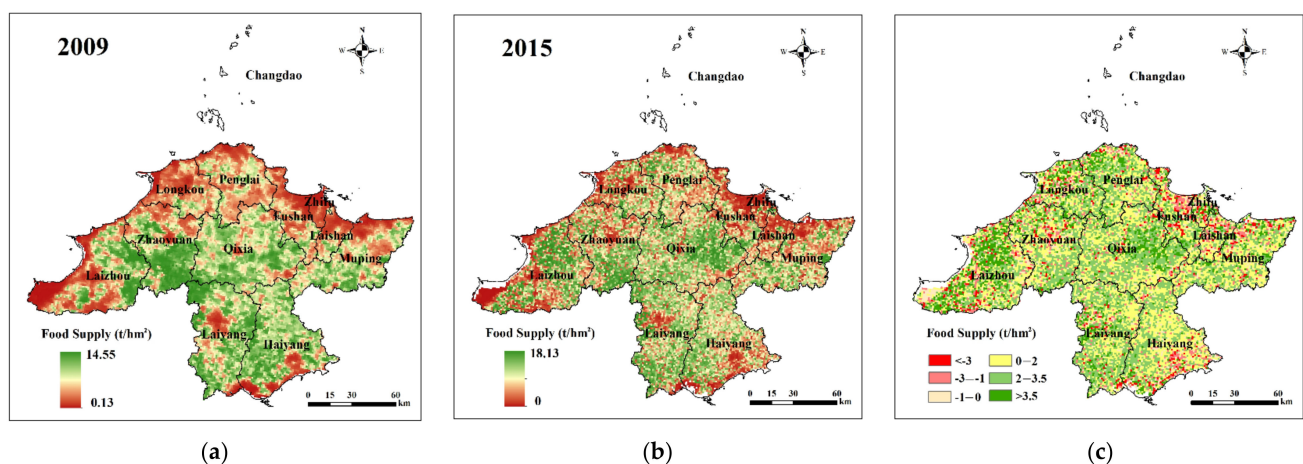 2009
N
W E
S
Changdao
Penglai
Longkou
Zhifu
Fushan
Laishan
Zhaoyuan
Qixia
Muping
Laizhou
Laiyang
Haiyang
Food Supply (t/hm²)
14.55
0.13
0 15 30 60
km
(a)
2015
N
W E
S
Changdao
Penglai
Longkou
Zhifu
Fushan
Laishan
Zhaoyuan
Qixia
Muping
Laizhou
Laiyang
Haiyang
Food Supply (t/hm²)
18.13
0
0 15 30 60
km
(b)
N
W E
S
Changdao
Penglai
Longkou
Zhifu
Fushan
Laishan
Zhaoyuan
Qixia
Muping
Laizhou
Laiyang
Haiyang
Food Supply (t/hm²)
<-3 0—2
-3—-1 2—3.5
-1—0 >3.5
0 15 30 60
km
(c)